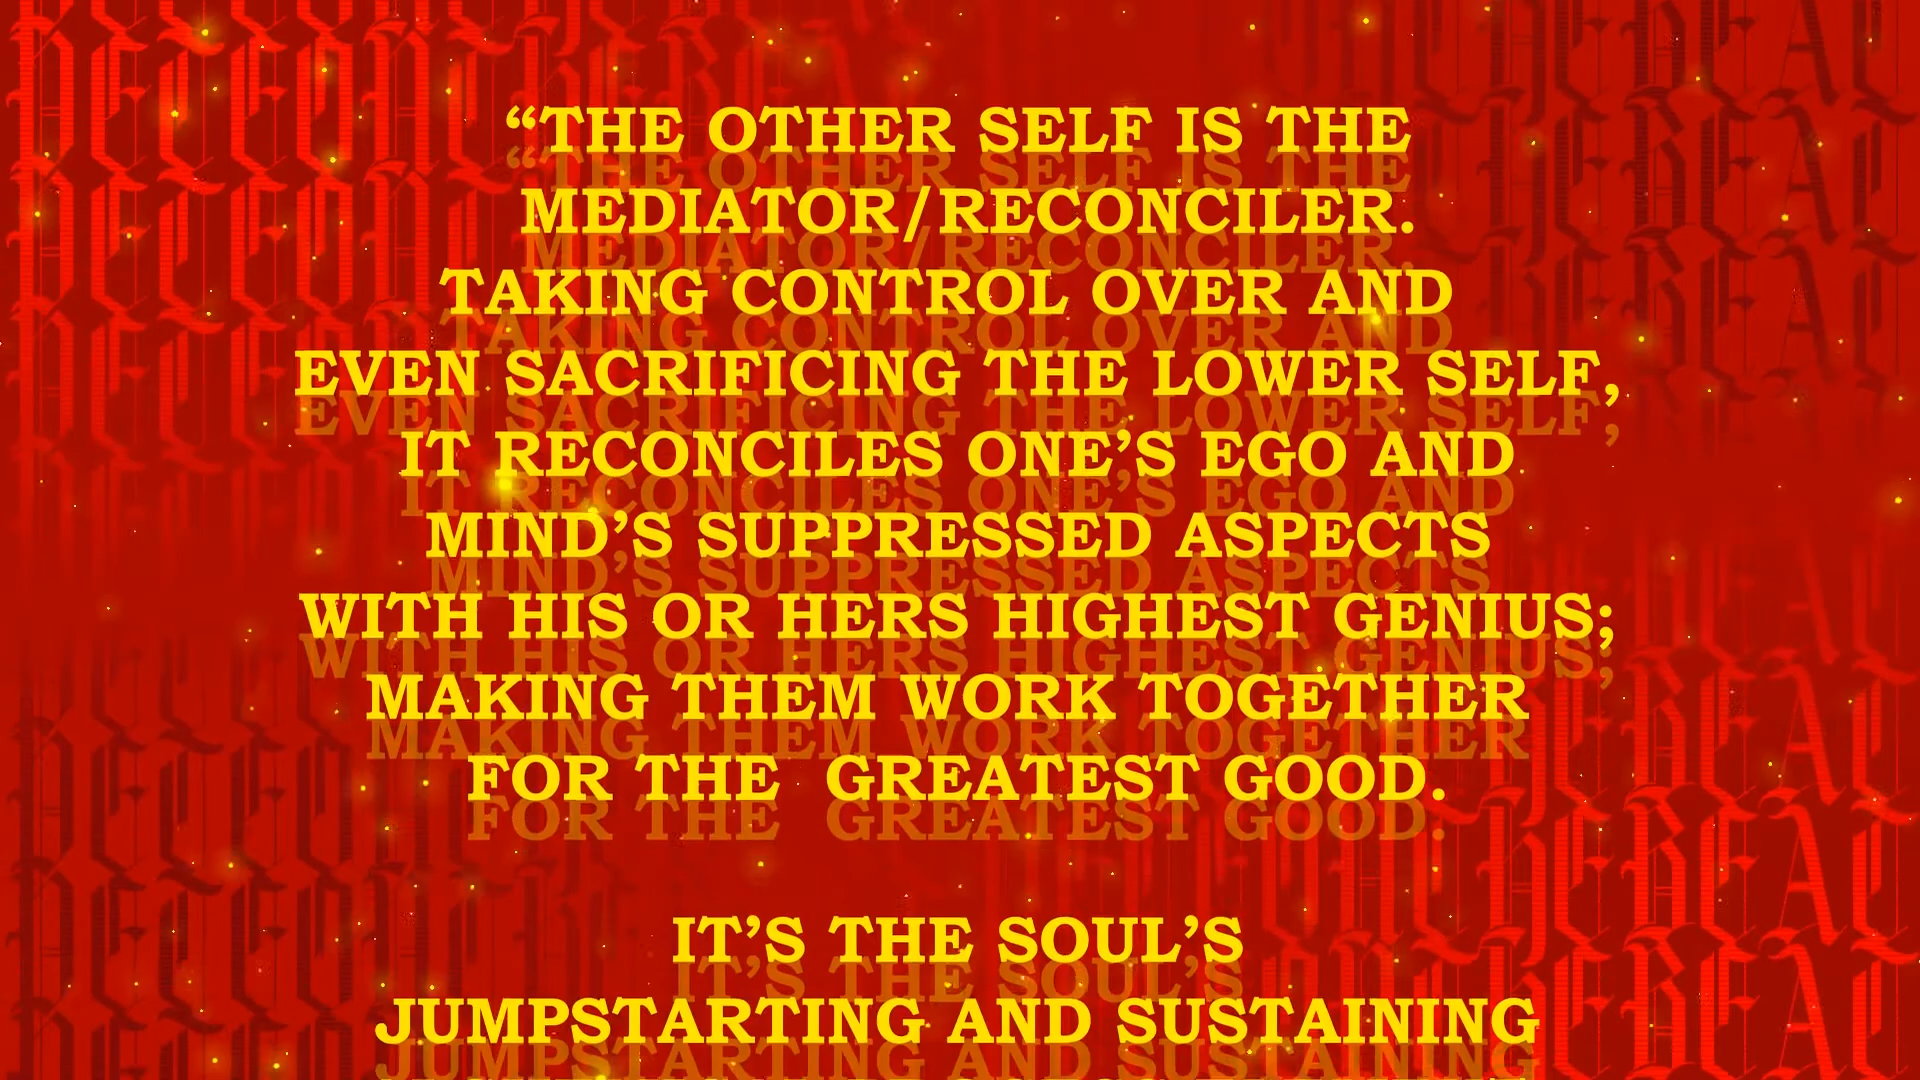 “THE OTHER SELF IS THE
MEDIATOR/RECONCILER.
TAKING CONTROL OVER AND
EVEN SACRIFICING THE LOWER SELF,
IT RECONCILES ONE’S EGO AND
MIND’S SUPPRESSED ASPECTS
WITH HIS OR HERS HIGHEST GENIUS;
MAKING THEM WORK TOGETHER
FOR THE  GREATEST GOOD.
IT’S THE SOUL’S
JUMPSTARTING AND SUSTAINING